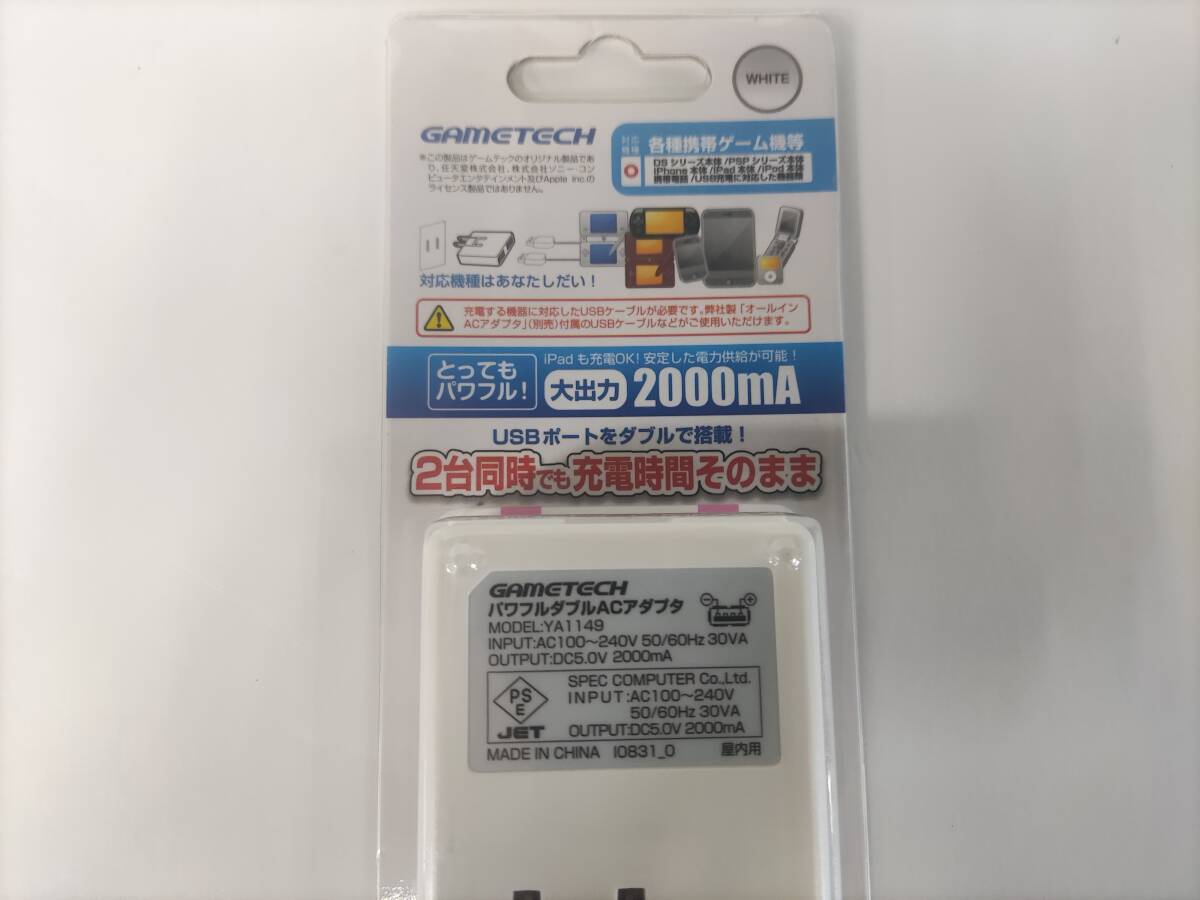 WHITE
GAMETECH
※この製品はゲームテックのオリジナル製品であ
り、任天堂株式会社、株式会社ソニー・コン
ピュータエンタテインメント及びApple Inc.の
ライセンス製品ではありません。
対応
機種
各種携帯ゲーム機等
DSシリーズ本体/PSPシリーズ本体
iPhone本体/iPad本体/iPod本体
携帯電話/USB充電に対応した機器類
対応機種はあなたしだい!
充電する機器に対応したUSBケーブルが必要です。弊社製「オールイン
ACアダプタ」(別売)付属のUSBケーブルなどがご使用いただけます。
とっても
パワフル!
iPadも充電OK!安定した電力供給が可能!
大出力 2000mA
USBポートをダブルで搭載!
2台同時でも充電時間そのまま
GAMETECH
パワフルダブルACアダプタ
MODEL:YA1149
INPUT:AC100～240V 50/60Hz 30VA
OUTPUT:DC5.0V 2000mA
PS
E
JET
SPEC COMPUTER Co.,Ltd.
INPUT:AC100～240V
50/60Hz 30VA
OUTPUT:DC5.0V 2000mA
MADE IN CHINA I0831_0 屋内用